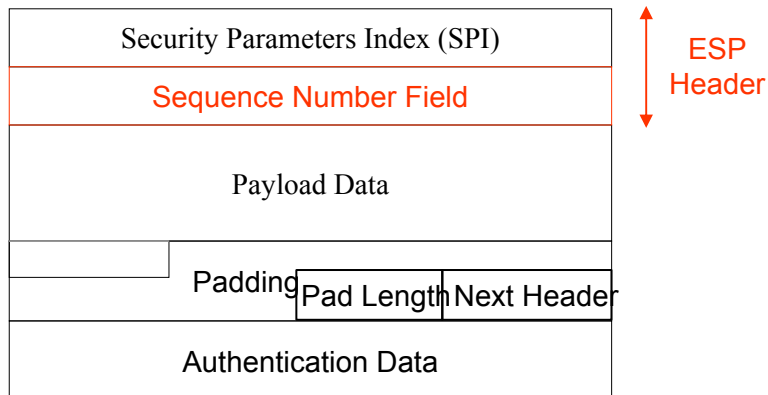 Security Parameters Index (SPI)
ESP
Header
Sequence Number Field
Payload Data
Padding
Pad Length
Next Header
Authentication Data